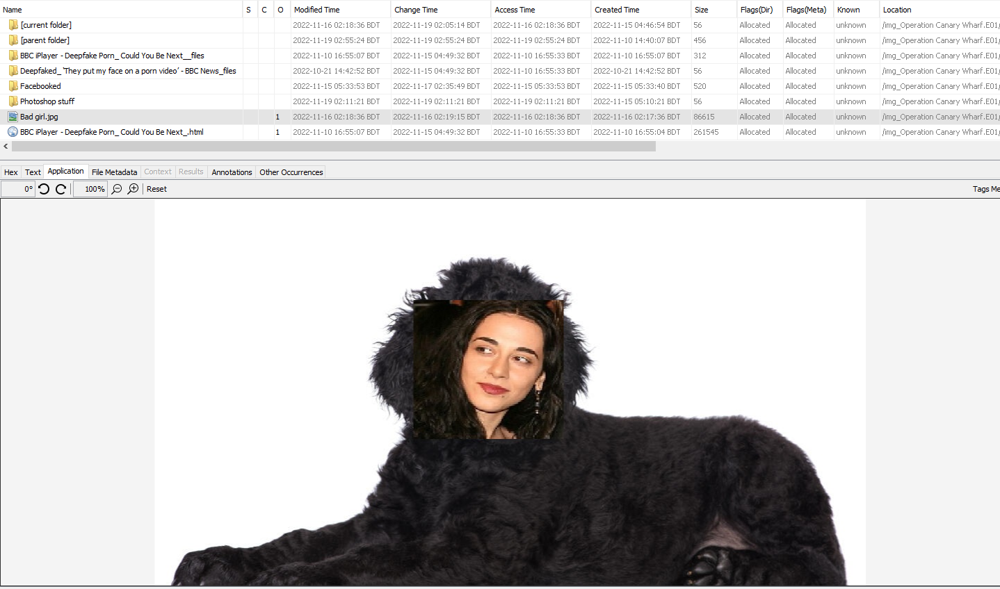 Name S C O Modified Time Change Time Access Time Created Time Size Flags(Dir) Flags(Meta) Known Location
[current folder] 2022-11-16 02:18:36 BDT 2022-11-19 02:05:14 BDT 2022-11-16 02:18:36 BDT 2022-11-15 04:46:54 BDT 56 Allocated Allocated unknown /img_Operation Canary Wharf.E01/
[parent folder] 2022-11-19 02:55:24 BDT 2022-11-19 02:55:24 BDT 2022-11-19 02:55:24 BDT 2022-11-10 14:40:07 BDT 456 Allocated Allocated unknown /img_Operation Canary Wharf.E01/
BBC iPlayer - Deepfake Porn_ Could You Be Next__files 2022-11-10 16:55:07 BDT 2022-11-15 04:49:32 BDT 2022-11-10 16:55:33 BDT 2022-11-10 16:55:07 BDT 312 Allocated Allocated unknown /img_Operation Canary Wharf.E01/
Deepfaked_ ‘They put my face on a porn video’ - BBC News_files 2022-10-21 14:42:52 BDT 2022-11-15 04:49:32 BDT 2022-11-10 16:55:33 BDT 2022-10-21 14:42:52 BDT 56 Allocated Allocated unknown /img_Operation Canary Wharf.E01/
Facebooked 2022-11-15 05:33:53 BDT 2022-11-17 02:35:49 BDT 2022-11-15 05:33:53 BDT 2022-11-15 05:33:40 BDT 520 Allocated Allocated unknown /img_Operation Canary Wharf.E01/
Photoshop stuff 2022-11-19 02:11:21 BDT 2022-11-19 02:11:21 BDT 2022-11-19 02:11:21 BDT 2022-11-15 05:10:21 BDT 56 Allocated Allocated unknown /img_Operation Canary Wharf.E01/
Bad girl.jpg 1 2022-11-16 02:18:36 BDT 2022-11-16 02:19:15 BDT 2022-11-16 02:18:36 BDT 2022-11-16 02:17:36 BDT 86615 Allocated Allocated unknown /img_Operation Canary Wharf.E01/
BBC iPlayer - Deepfake Porn_ Could You Be Next_.html 1 2022-11-10 16:55:07 BDT 2022-11-15 04:49:32 BDT 2022-11-10 16:55:33 BDT 2022-11-10 16:55:04 BDT 261545 Allocated Allocated unknown /img_Operation Canary Wharf.E01/
Hex Text Application File Metadata Context Results Annotations Other Occurrences
0° 100% Reset Tags Me